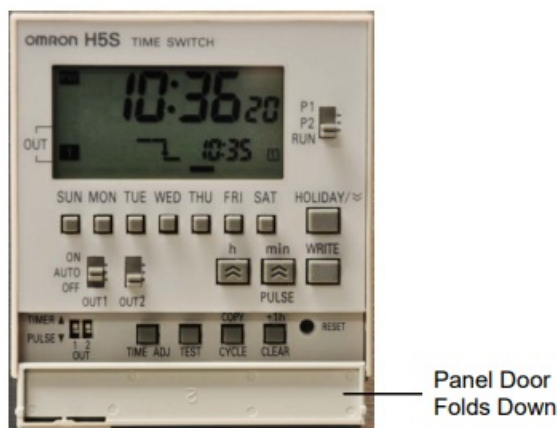 OMRON H5S TIME SWITCH
10:36 20
P1
P2
RUN
OUT
1
10:35
SUN MON TUE WED THU FRI SAT HOLIDAY/
h min WRITE
ON
AUTO
OFF
OUT1 OUT2
PULSE
TIMER ▲
PULSE ▼
1 2
OUT
TIME ADJ TEST
COPY
CYCLE
+1h
CLEAR
RESET
Panel Door
Folds Down